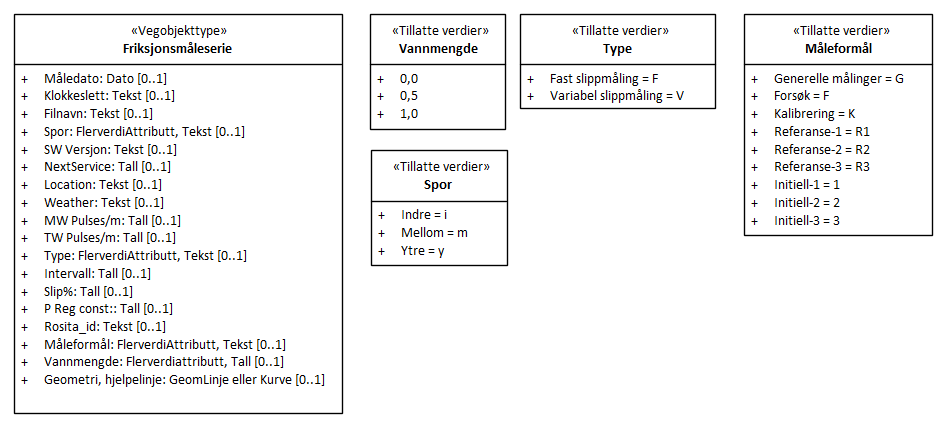 «Vegobjekttype»
Friksjonsmåleserie
+ Måledato: Dato [0..1]
+ Klokkeslett: Tekst [0..1]
+ Filnavn: Tekst [0..1]
+ Spor: FlerverdiAttributt, Tekst [0..1]
+ SW Versjon: Tekst [0..1]
+ NextService: Tall [0..1]
+ Location: Tekst [0..1]
+ Weather: Tekst [0..1]
+ MW Pulses/m: Tall [0..1]
+ TW Pulses/m: Tall [0..1]
+ Type: FlerverdiAttributt, Tekst [0..1]
+ Intervall: Tall [0..1]
+ Slip%: Tall [0..1]
+ P Reg const:: Tall [0..1]
+ Rosita_id: Tekst [0..1]
+ Måleformål: FlerverdiAttributt, Tekst [0..1]
+ Vannmengde: Flerverdiattributt, Tall [0..1]
+ Geometri, hjelpelinje: GeomLinje eller Kurve [0..1]
«Tillatte verdier»
Vannmengde
+ 0,0
+ 0,5
+ 1,0
«Tillatte verdier»
Spor
+ Indre = i
+ Mellom = m
+ Ytre = y
«Tillatte verdier»
Type
+ Fast slippmåling = F
+ Variabel slippmåling = V
«Tillatte verdier»
Måleformål
+ Generelle målinger = G
+ Forsøk = F
+ Kalibrering = K
+ Referanse-1 = R1
+ Referanse-2 = R2
+ Referanse-3 = R3
+ Initiell-1 = 1
+ Initiell-2 = 2
+ Initiell-3 = 3